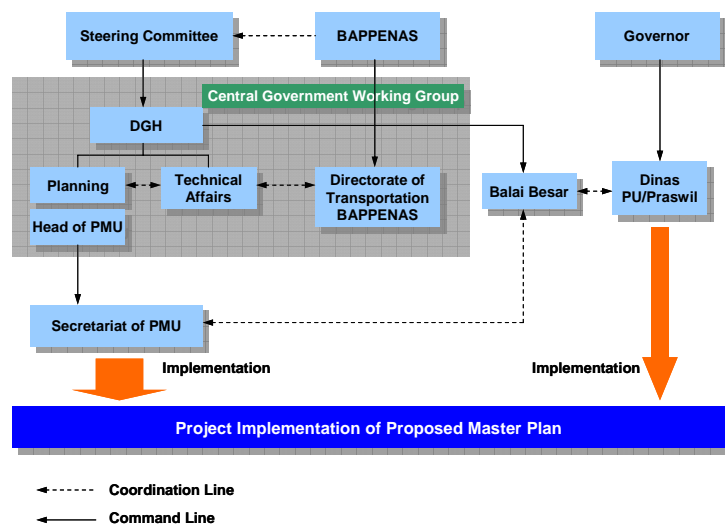 Steering Committee
BAPPENAS
Governor
Central Government Working Group
DGH
Planning
Technical
Affairs
Directorate of
Transportation
BAPPENAS
Balai Besar
Dinas
PU/Praswil
Head of PMU
Secretariat of PMU
Implementation
Implementation
Project Implementation of Proposed Master Plan
Coordination Line
Command Line